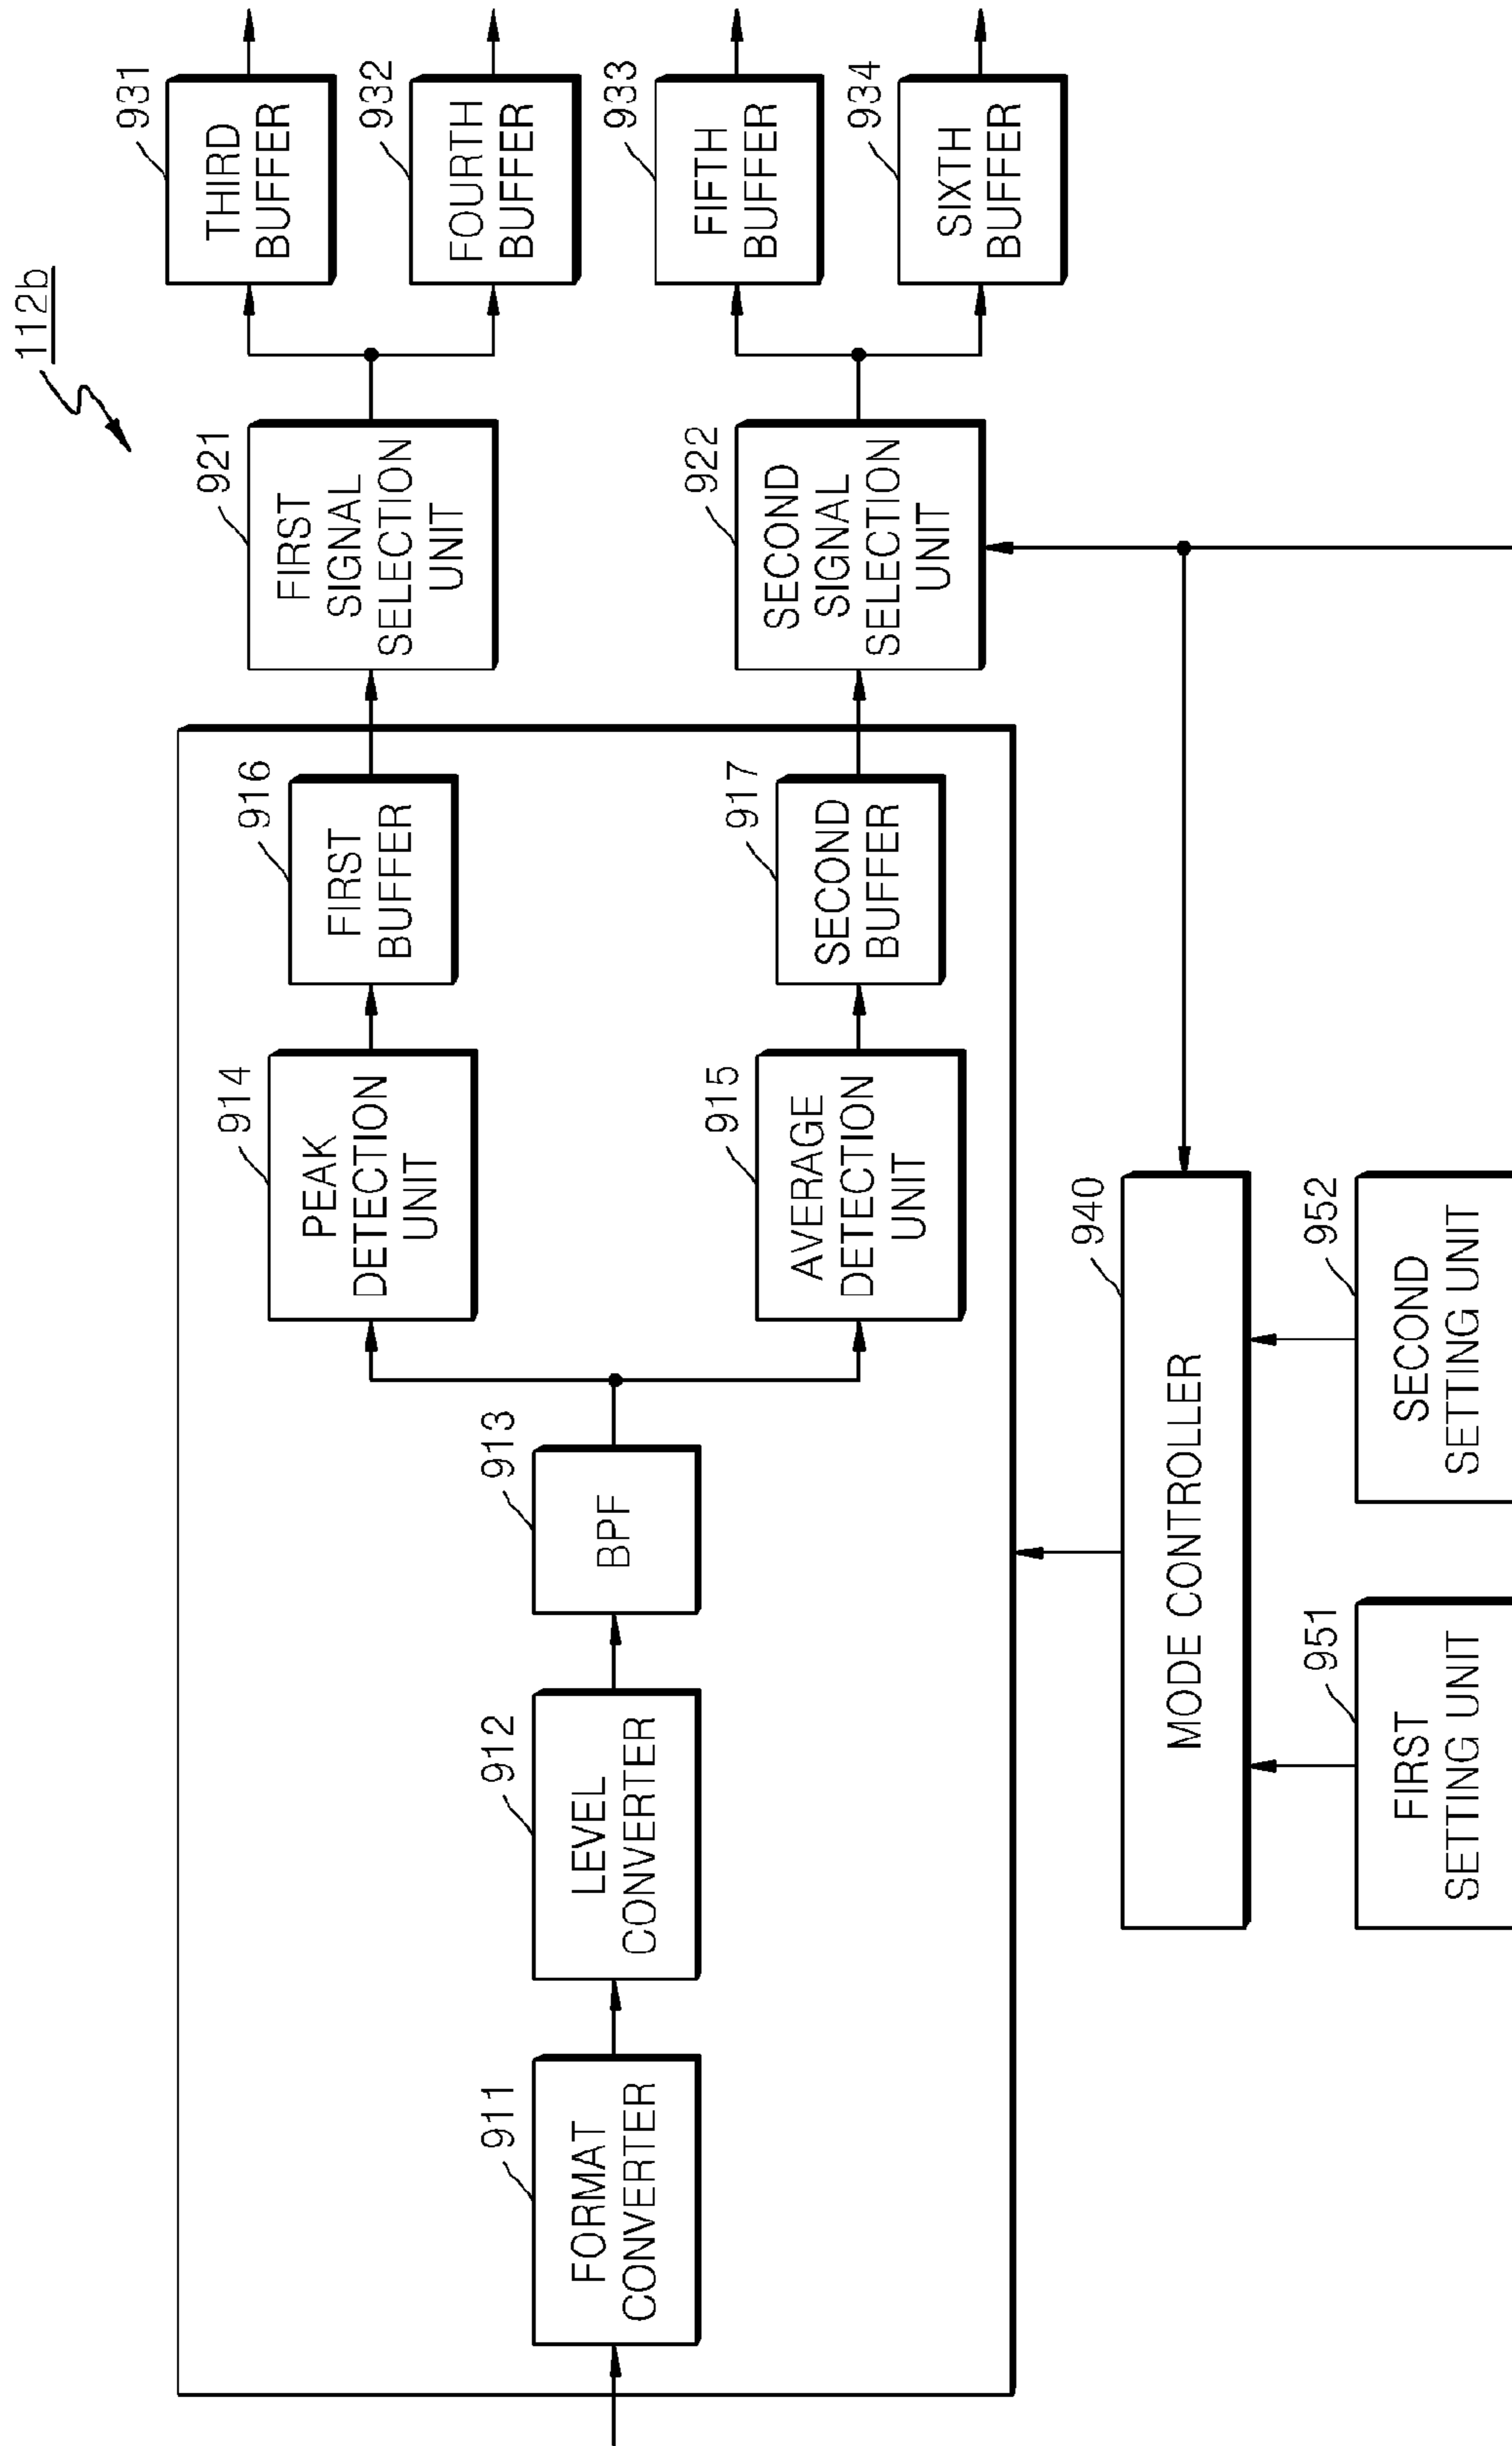 112b
911
FORMAT
CONVERTER
912
LEVEL
CONVERTER
913
BPF
914
PEAK
DETECTION
UNIT
916
FIRST
BUFFER
921
FIRST
SIGNAL
SELECTION
UNIT
931
THIRD
BUFFER
932
FOURTH
BUFFER
915
AVERAGE
DETECTION
UNIT
917
SECOND
BUFFER
922
SECOND
SIGNAL
SELECTION
UNIT
933
FIFTH
BUFFER
934
SIXTH
BUFFER
940
MODE CONTROLLER
951
FIRST
SETTING UNIT
952
SECOND
SETTING UNIT